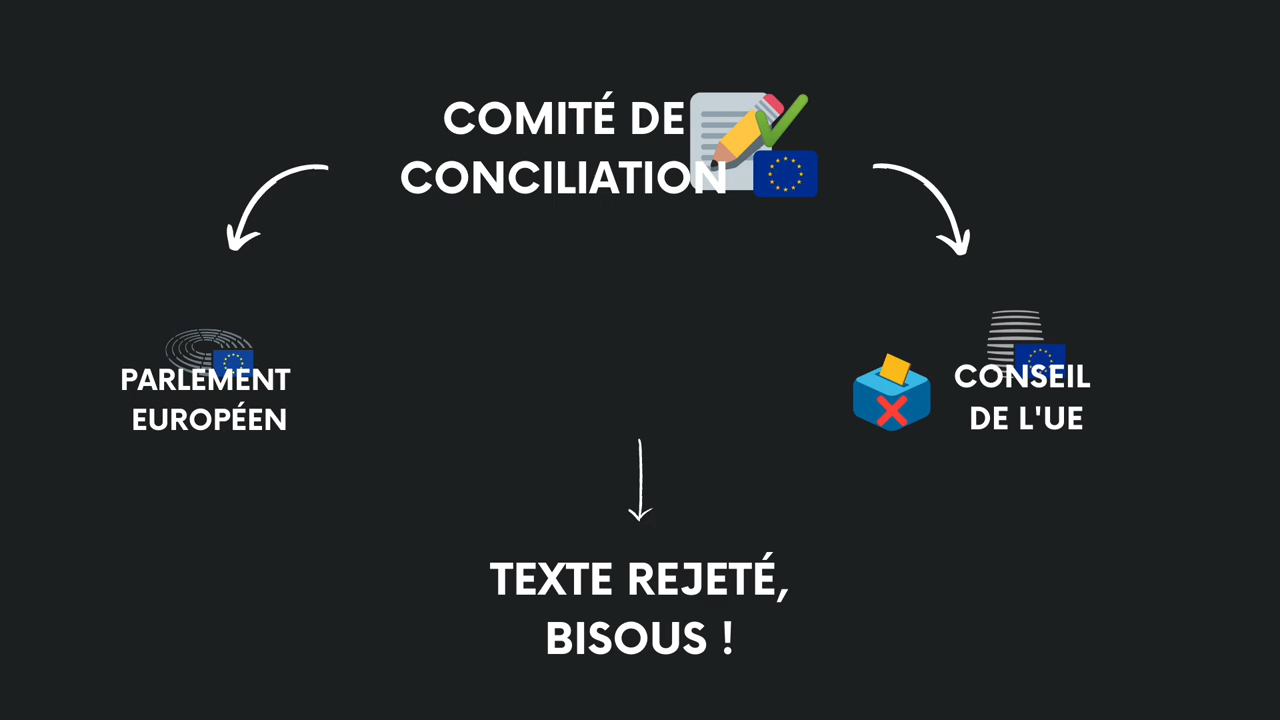 COMITÉ DE
CONCILIATION
PARLEMENT
EUROPÉEN
CONSEIL
DE L'UE
TEXTE REJETÉ,
BISOUS !